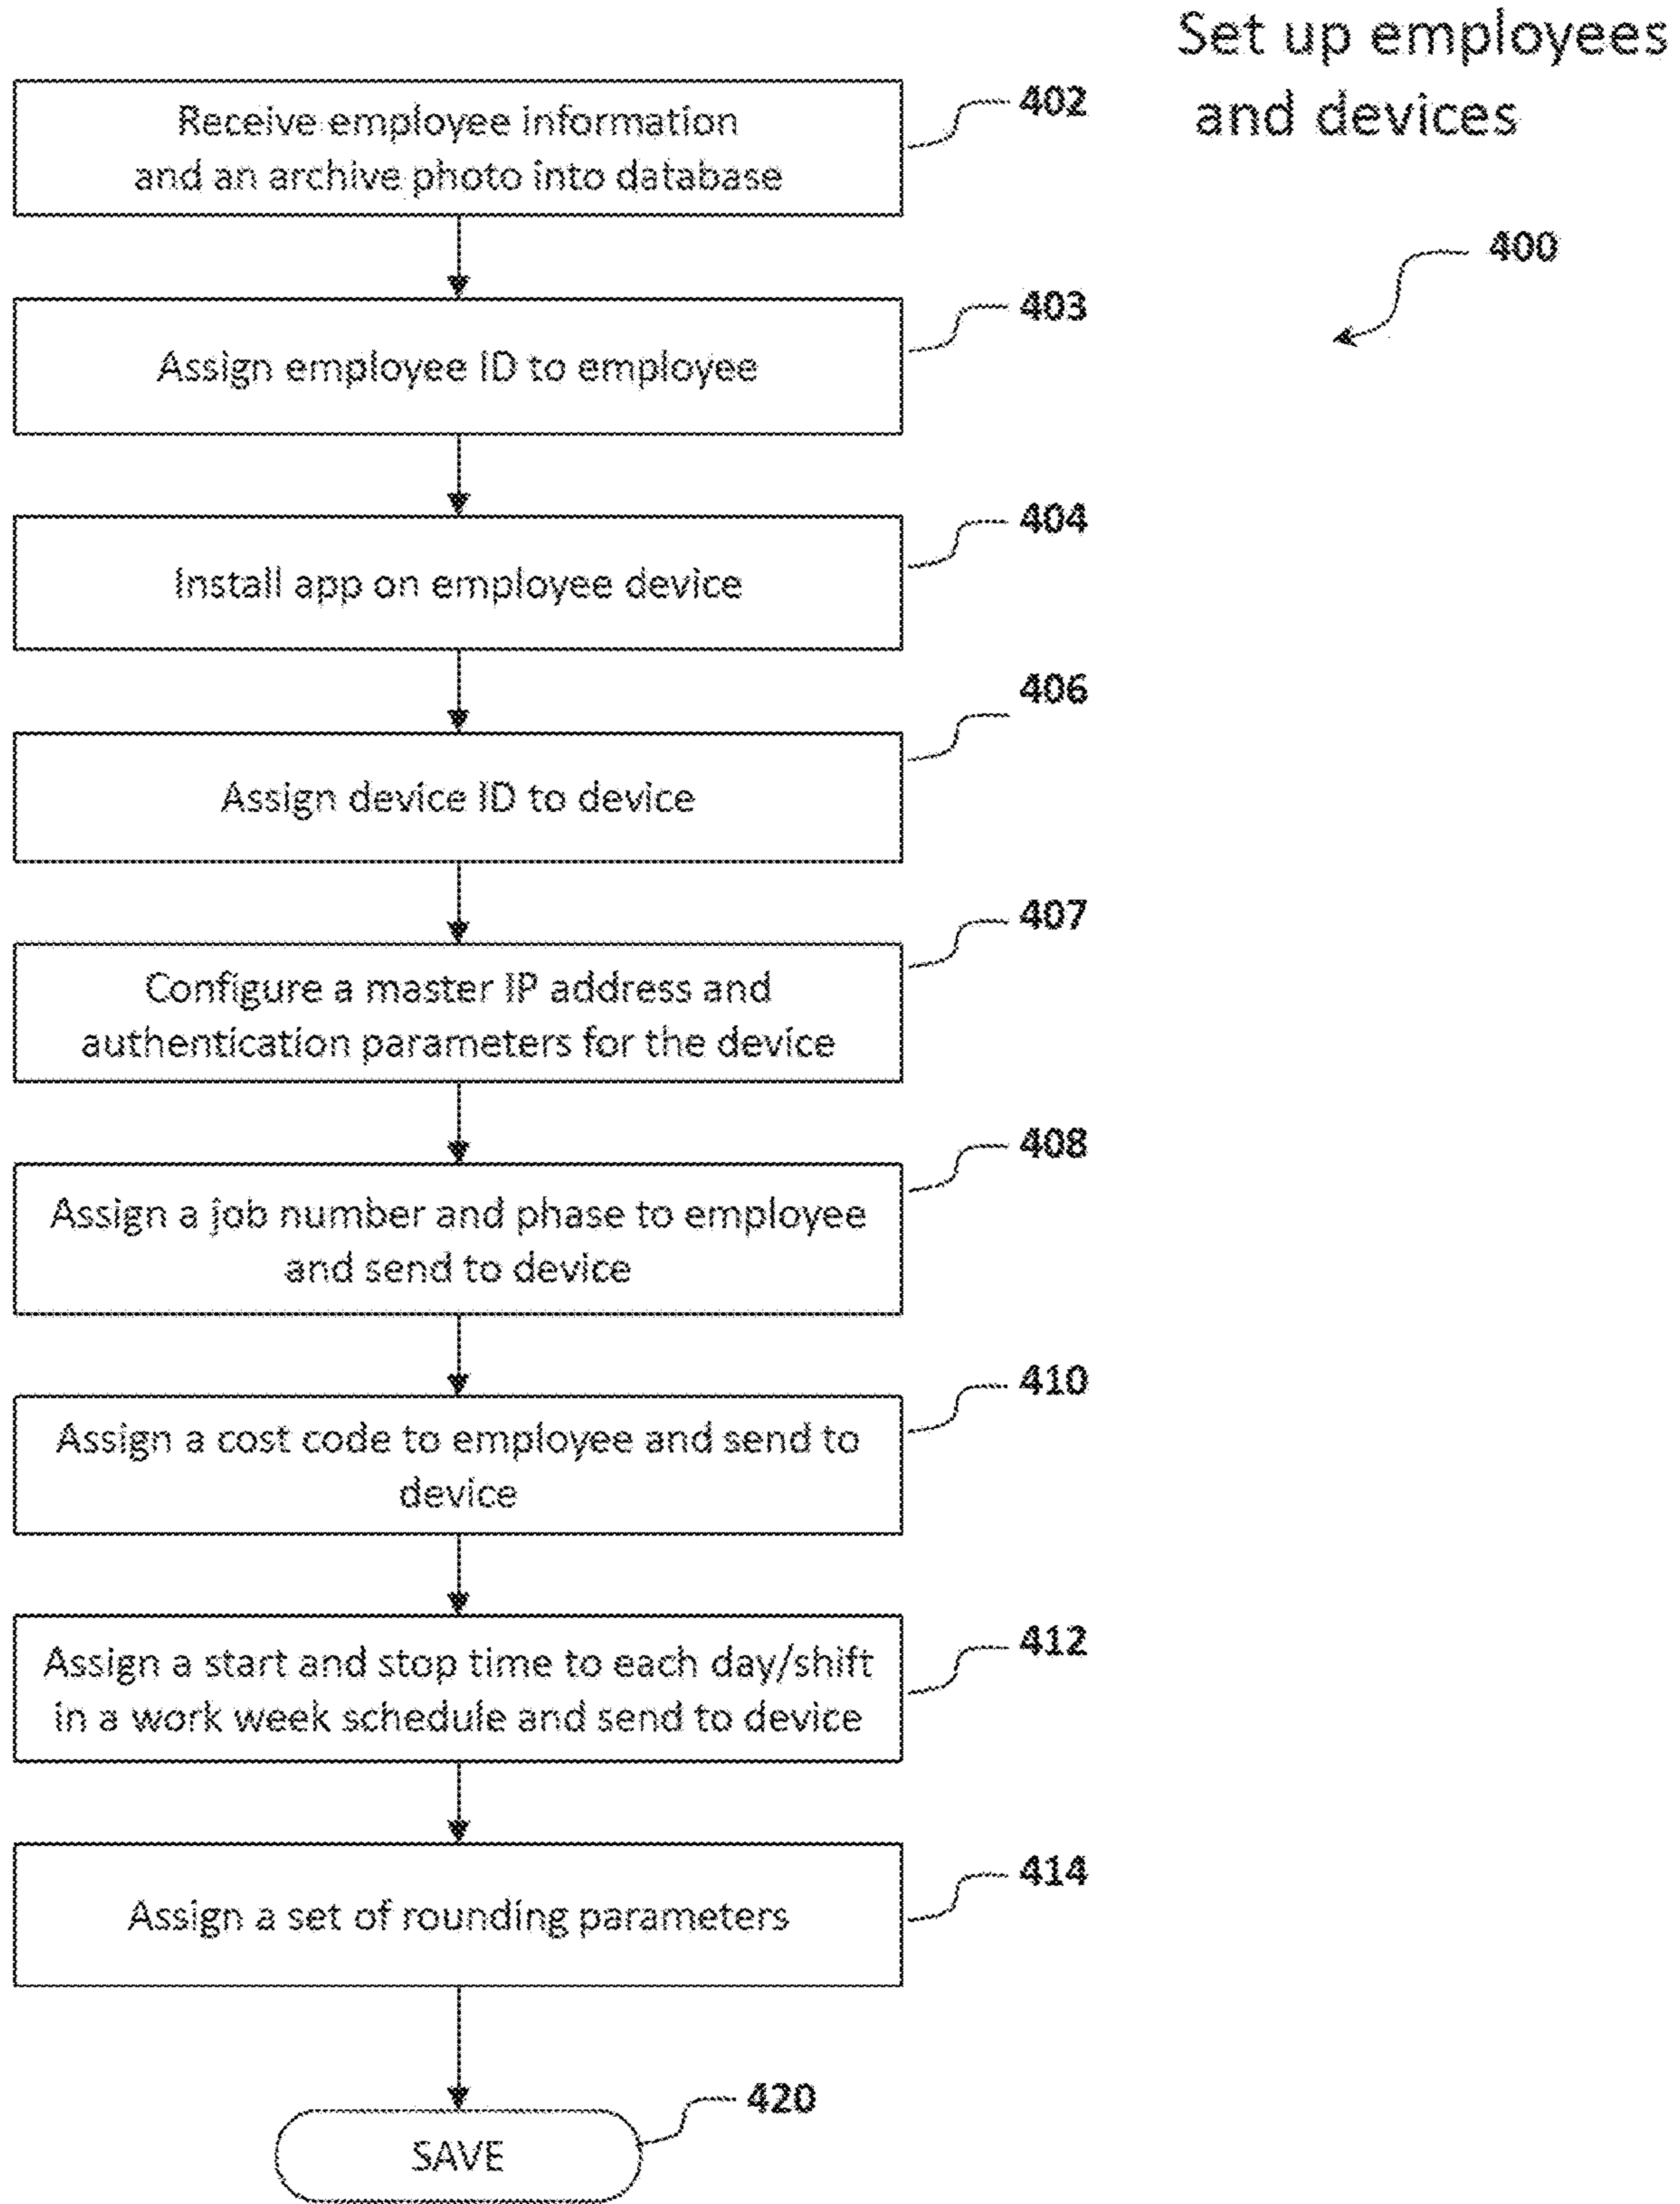 Set up employees
and devices
400
Receive employee information
and an archive photo into database
402
Assign employee ID to employee
403
Install app on employee device
404
Assign device ID to device
406
Configure a master IP address and
authentication parameters for the device
407
Assign a job number and phase to employee
and send to device
408
Assign a cost code to employee and send to
device
410
Assign a start and stop time to each day/shift
in a work week schedule and send to device
412
Assign a set of rounding parameters
414
SAVE
420